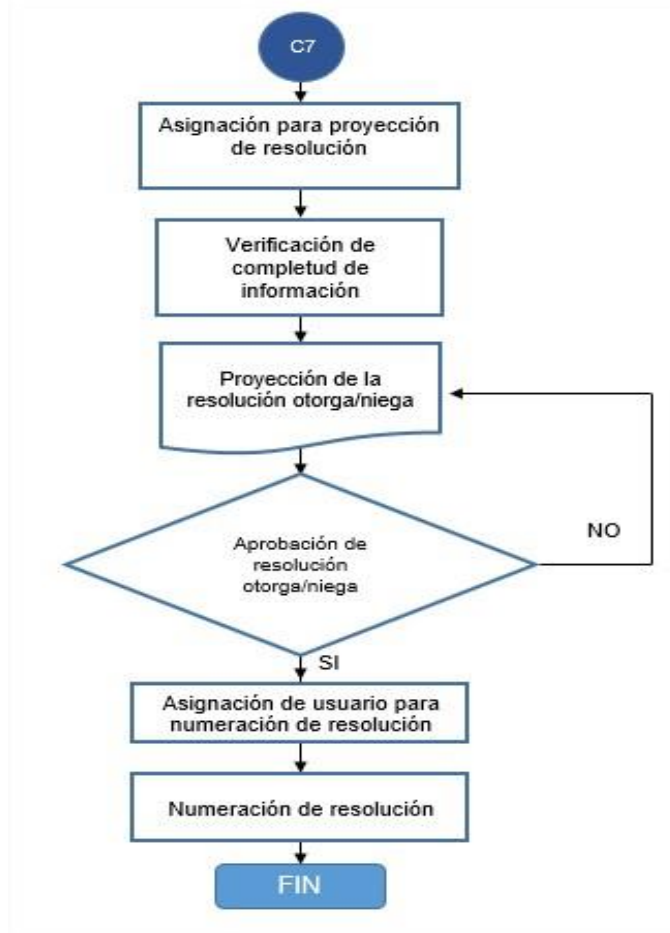 C7
Asignación para proyección
de resolución
Verificación de
completud de
información
Proyección de la
resolución otorga/niega
NO
Aprobación de
resolución
otorga/niega
SI
Asignación de usuario para
numeración de resolución
Numeración de resolución
FIN